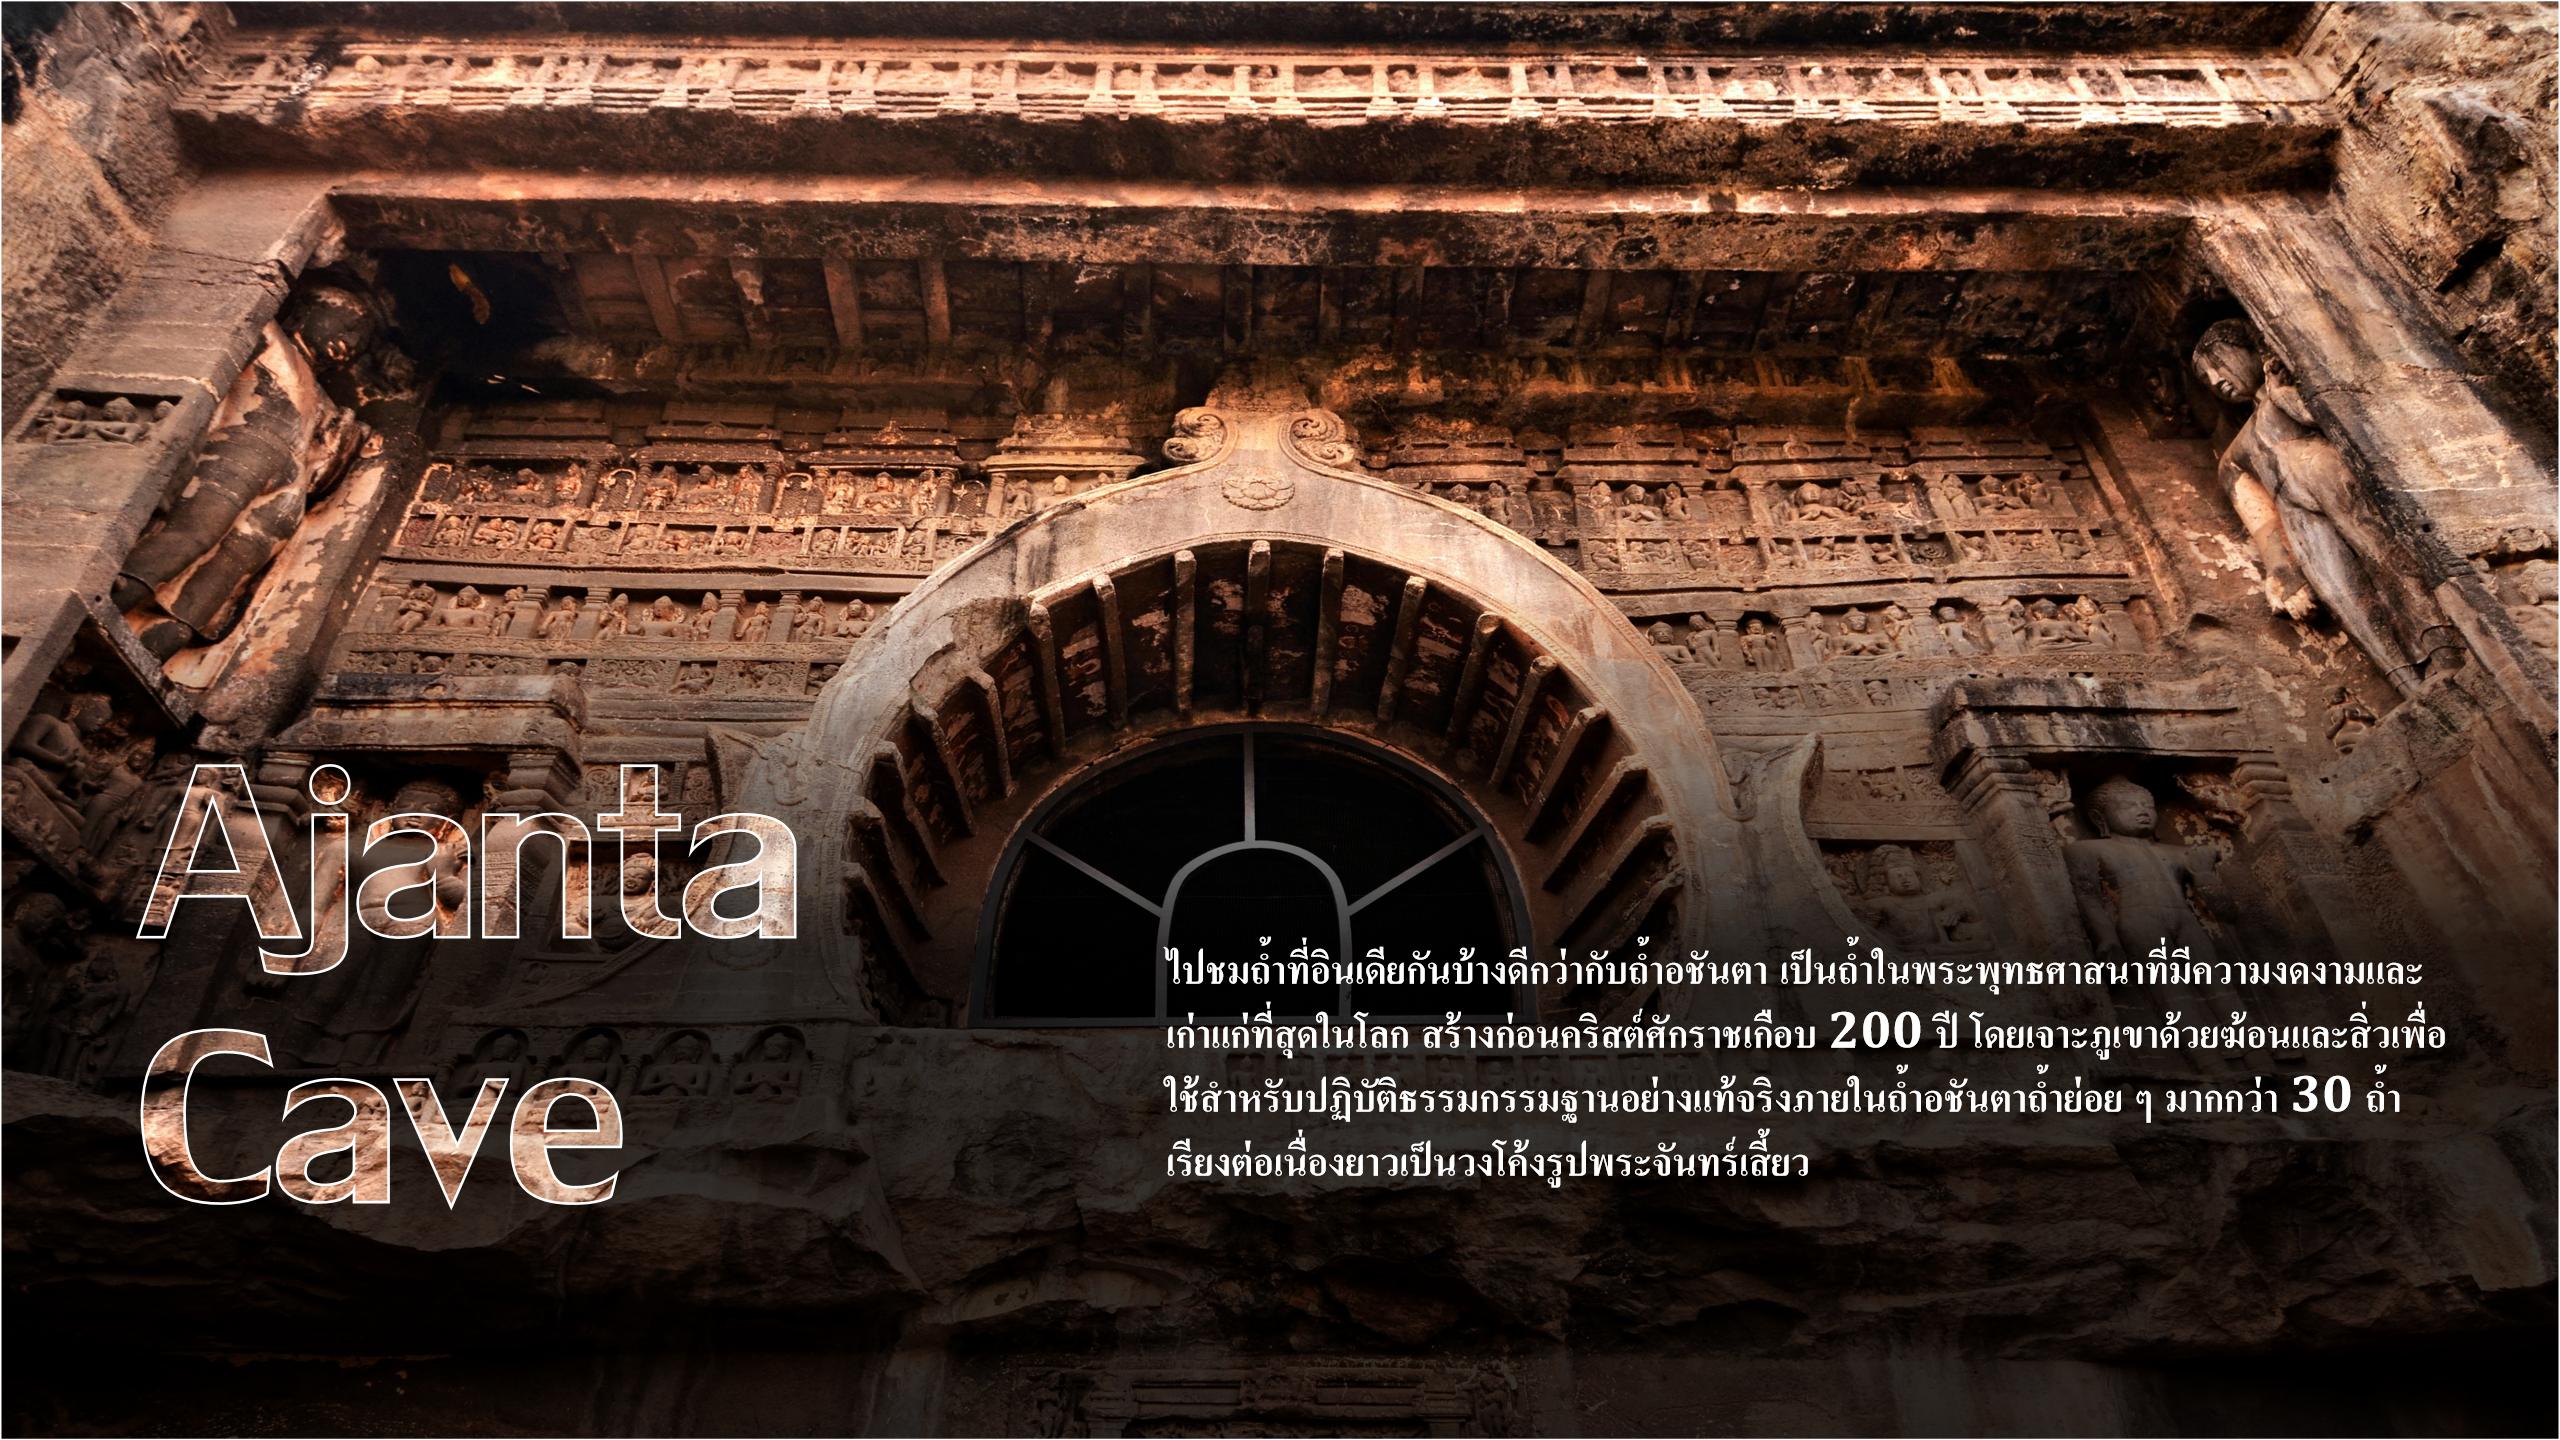 Ajanta
Cave
ไปชมถ้ำที่อินเดียกันบ้างดีกว่ากับถ้ำอชันตา เป็นถ้ำในพระพุทธศาสนาที่มีความงดงามและ
เก่าแก่ที่สุดในโลก สร้างก่อนคริสต์ศักราชเกือบ 200 ปี โดยเจาะภูเขาด้วยฆ้อนและสิ่วเพื่อ
ใช้สำหรับปฏิบัติธรรมกรรมฐานอย่างแท้จริงภายในถ้ำอชันตาถ้ำย่อย ๆ มากกว่า 30 ถ้ำ
เรียงต่อเนื่องยาวเป็นวงโค้งรูปพระจันทร์เสี้ยว